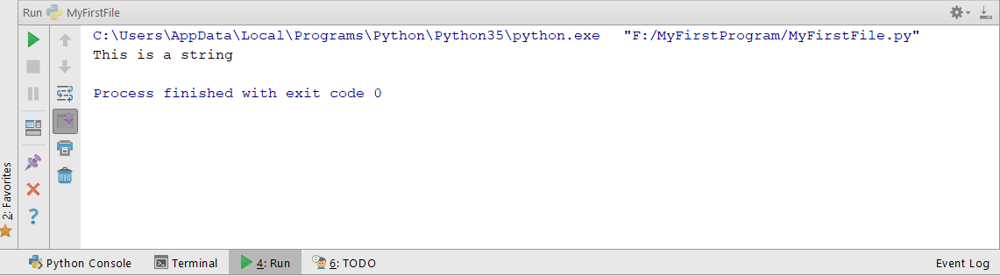 Run MyFirstFile
C:\Users\AppData\Local\Programs\Python\Python35\python.exe "F:/MyFirstProgram/MyFirstFile.py"
This is a string
Process finished with exit code 0
2: Favorites
Python Console Terminal 4: Run 6: TODO Event Log